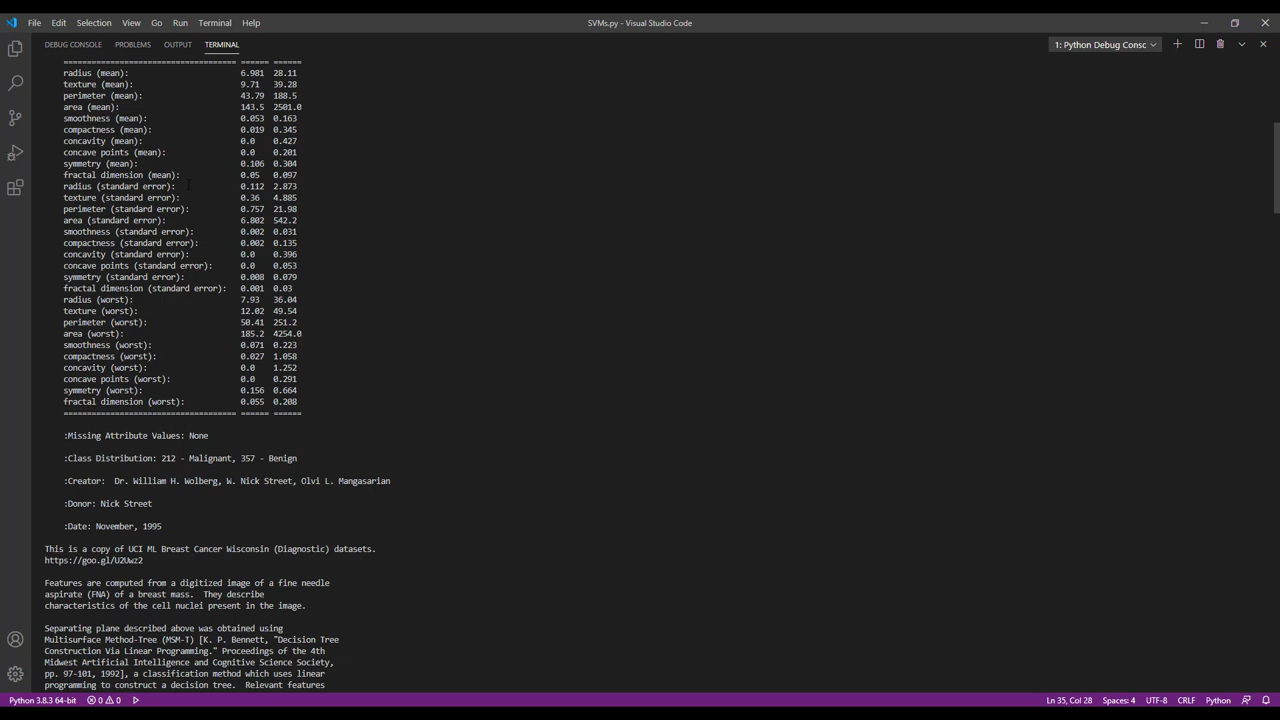 File Edit Selection View Go Run Terminal Help SVMs.py - Visual Studio Code
DEBUG CONSOLE PROBLEMS OUTPUT TERMINAL 1: Python Debug Consc
==================================== ====== ======
radius (mean): 6.981 28.11
texture (mean): 9.71 39.28
perimeter (mean): 43.79 188.5
area (mean): 143.5 2501.0
smoothness (mean): 0.053 0.163
compactness (mean): 0.019 0.345
concavity (mean): 0.0 0.427
concave points (mean): 0.0 0.201
symmetry (mean): 0.106 0.304
fractal dimension (mean): 0.05 0.097
radius (standard error): 0.112 2.873
texture (standard error): 0.36 4.885
perimeter (standard error): 0.757 21.98
area (standard error): 6.802 542.2
smoothness (standard error): 0.002 0.031
compactness (standard error): 0.002 0.135
concavity (standard error): 0.0 0.396
concave points (standard error): 0.0 0.053
symmetry (standard error): 0.008 0.079
fractal dimension (standard error): 0.001 0.03
radius (worst): 7.93 36.04
texture (worst): 12.02 49.54
perimeter (worst): 50.41 251.2
area (worst): 185.2 4254.0
smoothness (worst): 0.071 0.223
compactness (worst): 0.027 1.058
concavity (worst): 0.0 1.252
concave points (worst): 0.0 0.291
symmetry (worst): 0.156 0.664
fractal dimension (worst): 0.055 0.208
==================================== ====== ======
:Missing Attribute Values: None
:Class Distribution: 212 - Malignant, 357 - Benign
:Creator: Dr. William H. Wolberg, W. Nick Street, Olvi L. Mangasarian
:Donor: Nick Street
:Date: November, 1995
This is a copy of UCI ML Breast Cancer Wisconsin (Diagnostic) datasets.
https://goo.gl/U2Uwz2
Features are computed from a digitized image of a fine needle
aspirate (FNA) of a breast mass. They describe
characteristics of the cell nuclei present in the image.
Separating plane described above was obtained using
Multisurface Method-Tree (MSM-T) [K. P. Bennett, "Decision Tree
Construction Via Linear Programming." Proceedings of the 4th
Midwest Artificial Intelligence and Cognitive Science Society,
pp. 97-101, 1992], a classification method which uses linear
programming to construct a decision tree. Relevant features
Python 3.8.3 64-bit 0 0 Ln 35, Col 28 Spaces: 4 UTF-8 CRLF Python